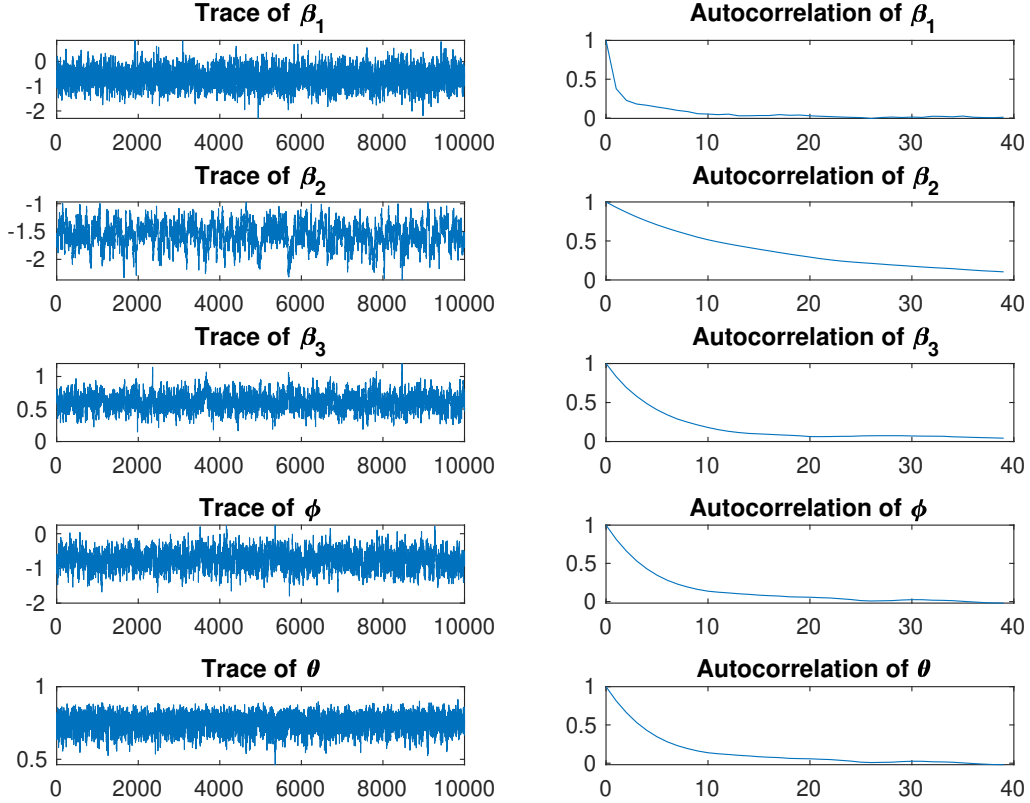 Trace of β1
0
-1
-2
0 2000 4000 6000 8000 10000
Autocorrelation of β1
1
0.5
0
0 10 20 30 40
Trace of β2
-1
-1.5
-2
0 2000 4000 6000 8000 10000
Autocorrelation of β2
1
0.5
0
0 10 20 30 40
Trace of β3
1
0.5
0
0 2000 4000 6000 8000 10000
Autocorrelation of β3
1
0.5
0
0 10 20 30 40
Trace of ϕ
0
-1
-2
0 2000 4000 6000 8000 10000
Autocorrelation of ϕ
1
0.5
0
0 10 20 30 40
Trace of θ
1
0.5
0 2000 4000 6000 8000 10000
Autocorrelation of θ
1
0.5
0
0 10 20 30 40